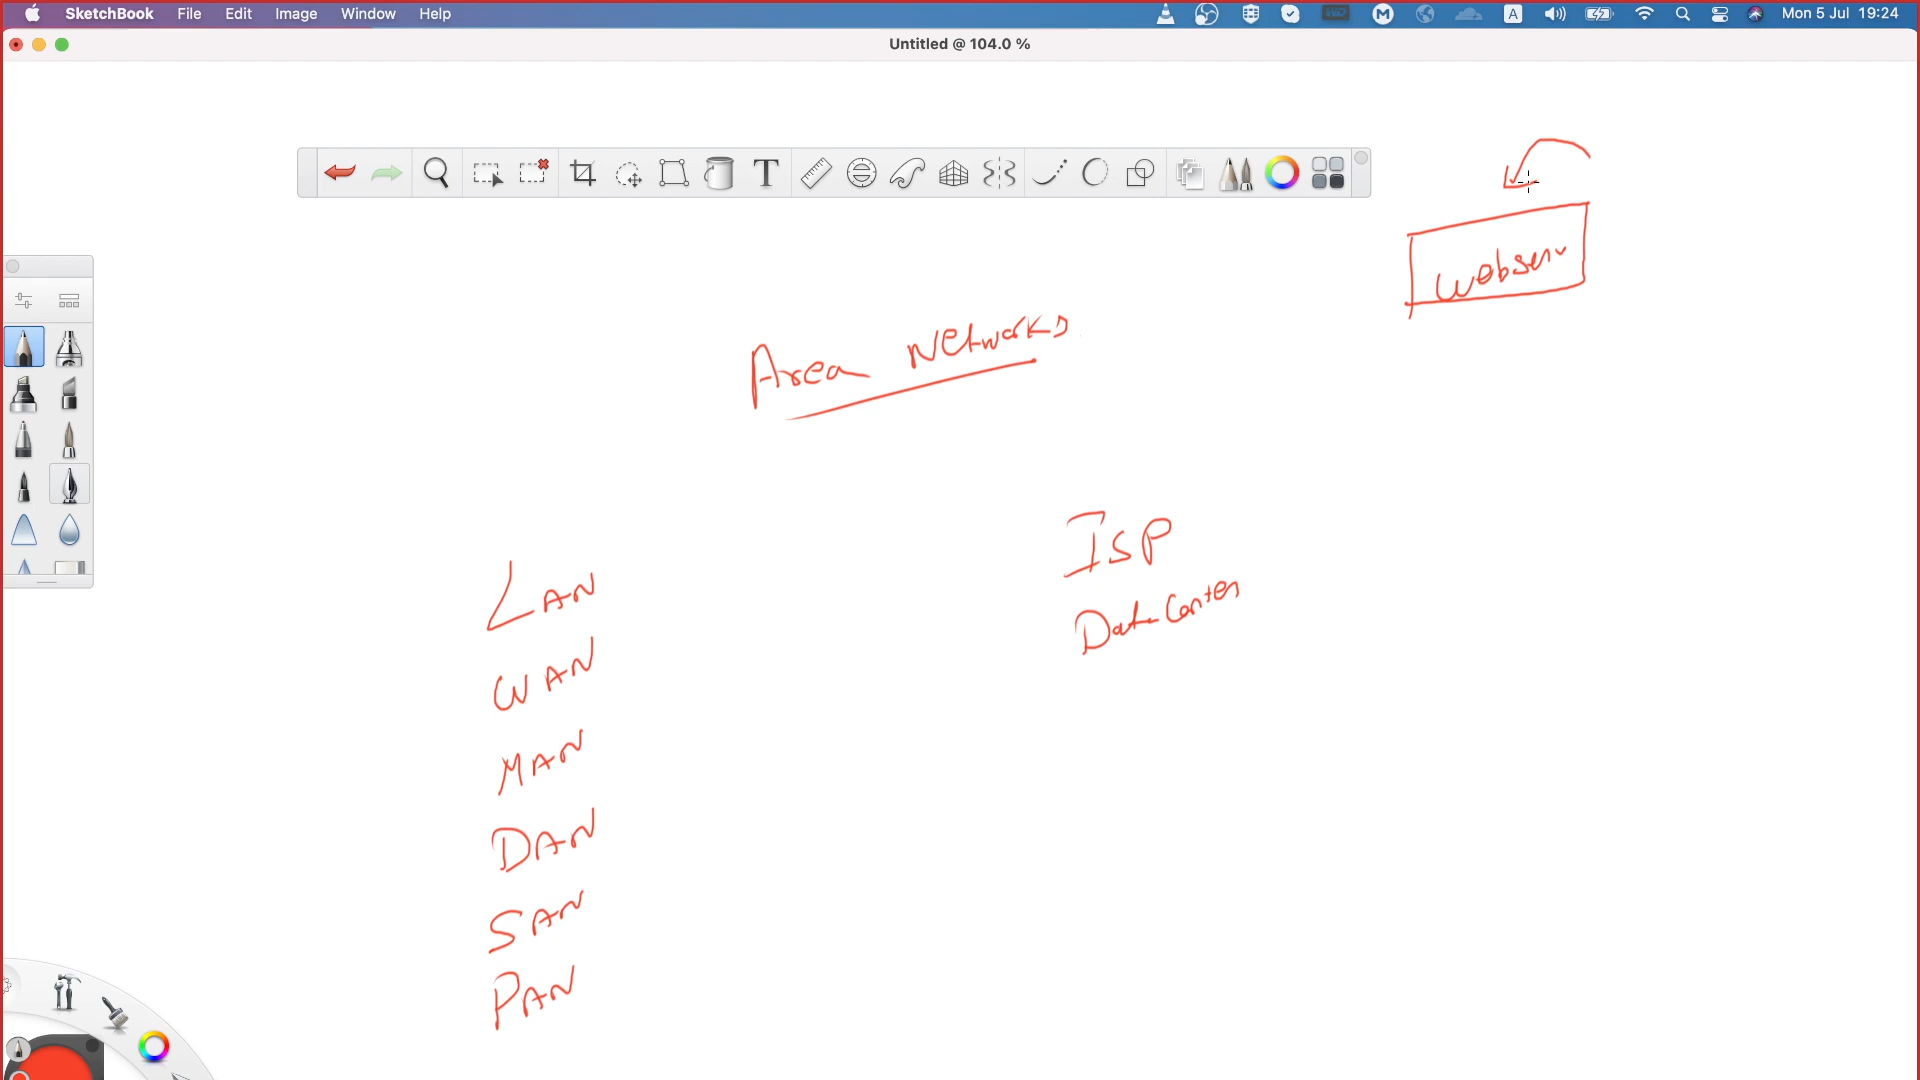 SketchBook File Edit Image Window Help
A Mon 5 Jul 19:24
Untitled @ 104.0 %
T
Webserv
Area Networks
ISP
Data Center
LAN
WAN
MAN
DAN
SAN
PAN